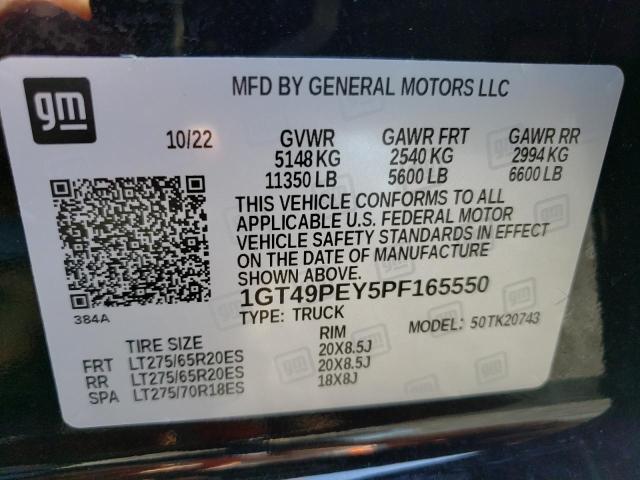 gm
MFD BY GENERAL MOTORS LLC
10/22 GVWR GAWR FRT GAWR RR
5148 KG 2540 KG 2994 KG
11350 LB 5600 LB 6600 LB
THIS VEHICLE CONFORMS TO ALL
APPLICABLE U.S. FEDERAL MOTOR
VEHICLE SAFETY STANDARDS IN EFFECT
ON THE DATE OF MANUFACTURE
SHOWN ABOVE.
1GT49PEY5PF165550
384A TYPE: TRUCK MODEL: 50TK20743
TIRE SIZE RIM
FRT LT275/65R20ES 20X8.5J
RR LT275/65R20ES 20X8.5J
SPA LT275/70R18ES 18X8J